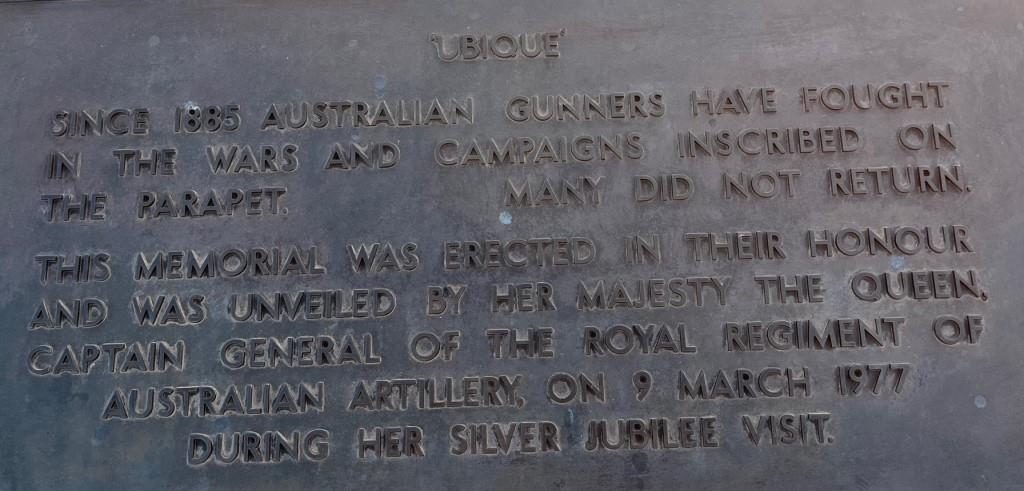 'UBIQUE'
SINCE 1885 AUSTRALIAN GUNNERS HAVE FOUGHT
IN THE WARS AND CAMPAIGNS INSCRIBED ON
THE PARAPET. MANY DID NOT RETURN.
THIS MEMORIAL WAS ERECTED IN THEIR HONOUR
AND WAS UNVEILED BY HER MAJESTY THE QUEEN,
CAPTAIN GENERAL OF THE ROYAL REGIMENT OF
AUSTRALIAN ARTILLERY, ON 9 MARCH 1977
DURING HER SILVER JUBILEE VISIT.